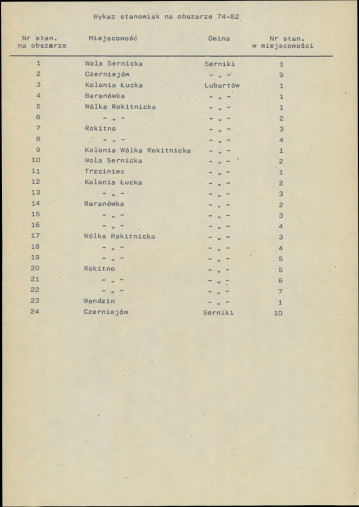 Wykaz stanowisk na obszarze 74-82
Nr stan. Miejscowość Gmina Nr stan.
na obszarze w miejscowości
1 Wola Sernicka Serniki 1
2 Czerniejów - „ - 9
3 Kolonia Łucka Lubartów 1
4 Baranówka - „ - 1
5 Wólka Rokitnicka - „ - 1
6 - „ - - „ - 2
7 Rokitno - „ - 3
8 - „ - - „ - 4
9 Kolonia Wólka Rokitnicka - „ - 1
10 Wola Sernicka - „ - 2
11 Trzciniec - „ - 1
12 Kolonia Łucka - „ - 2
13 - „ - - „ - 3
14 Baranówka - „ - 2
15 - „ - - „ - 3
16 - „ - - „ - 4
17 Wólka Rokitnicka - „ - 3
18 - „ - - „ - 4
19 - „ - - „ - 5
20 Rokitno - „ - 5
21 - „ - - „ - 6
22 - „ - - „ - 7
23 Wandzin - „ - 1
24 Czerniejów Serniki 10